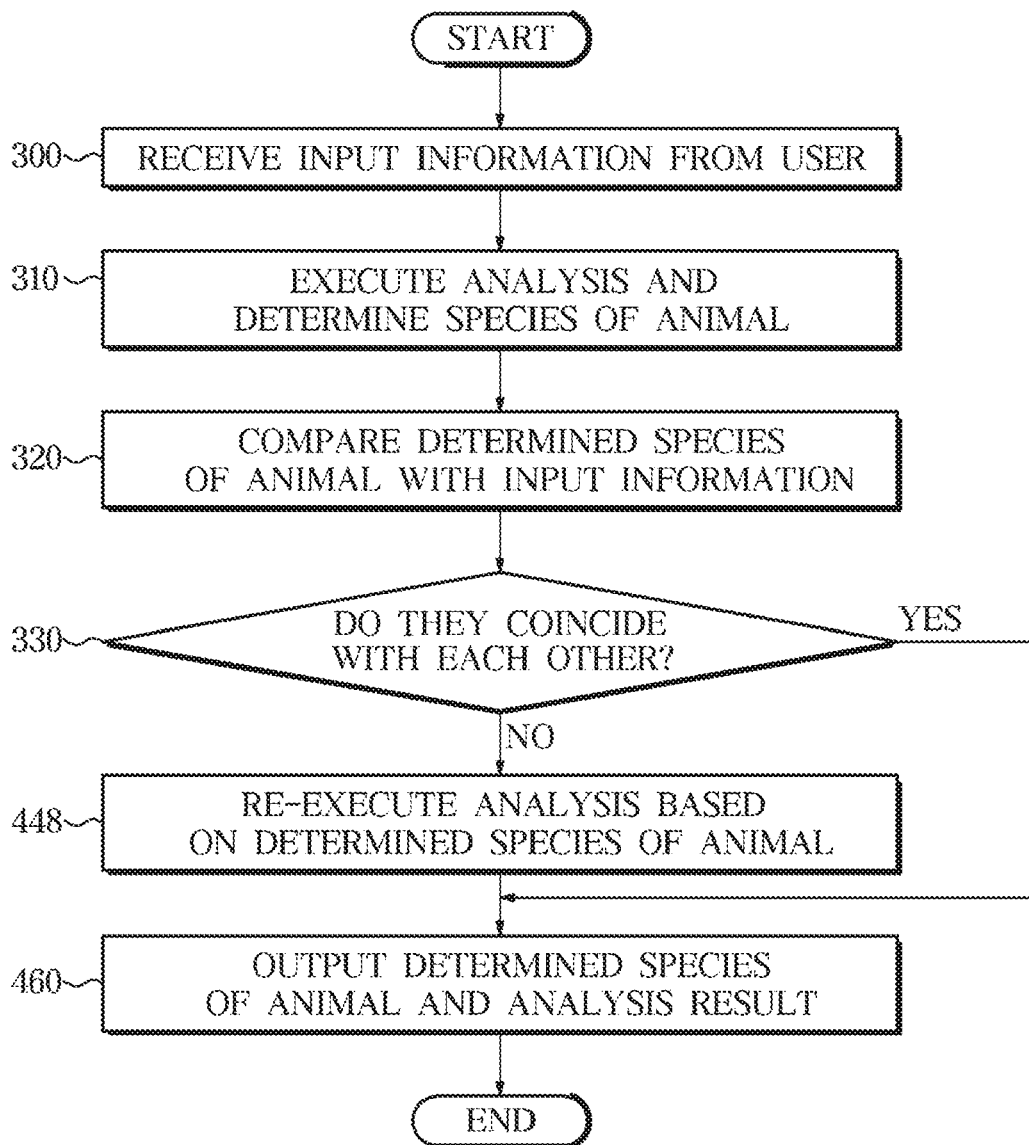 START
300
RECEIVE INPUT INFORMATION FROM USER
310
EXECUTE ANALYSIS AND
DETERMINE SPECIES OF ANIMAL
320
COMPARE DETERMINED SPECIES
OF ANIMAL WITH INPUT INFORMATION
330
DO THEY COINCIDE
WITH EACH OTHER?
YES
NO
448
RE-EXECUTE ANALYSIS BASED
ON DETERMINED SPECIES OF ANIMAL
460
OUTPUT DETERMINED SPECIES
OF ANIMAL AND ANALYSIS RESULT
END